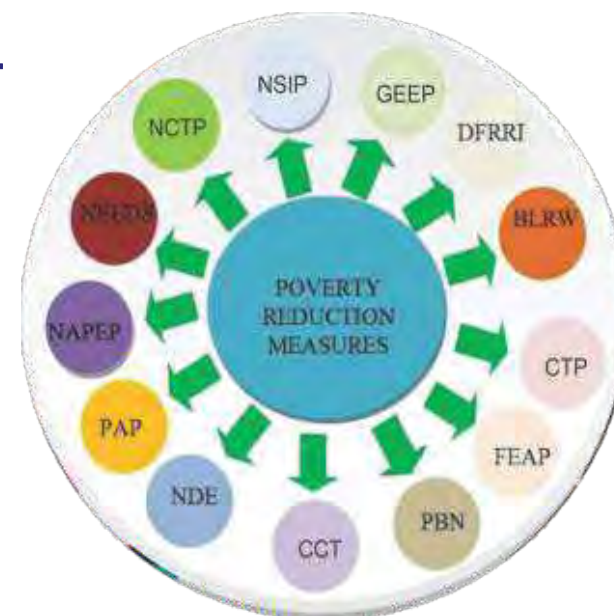 NSIP
GEEP
DFRRI
BLRW
CTP
FEAP
PBN
CCT
NDE
PAP
NAPEP
NCTP
POVERTY
REDUCTION
MEASURES